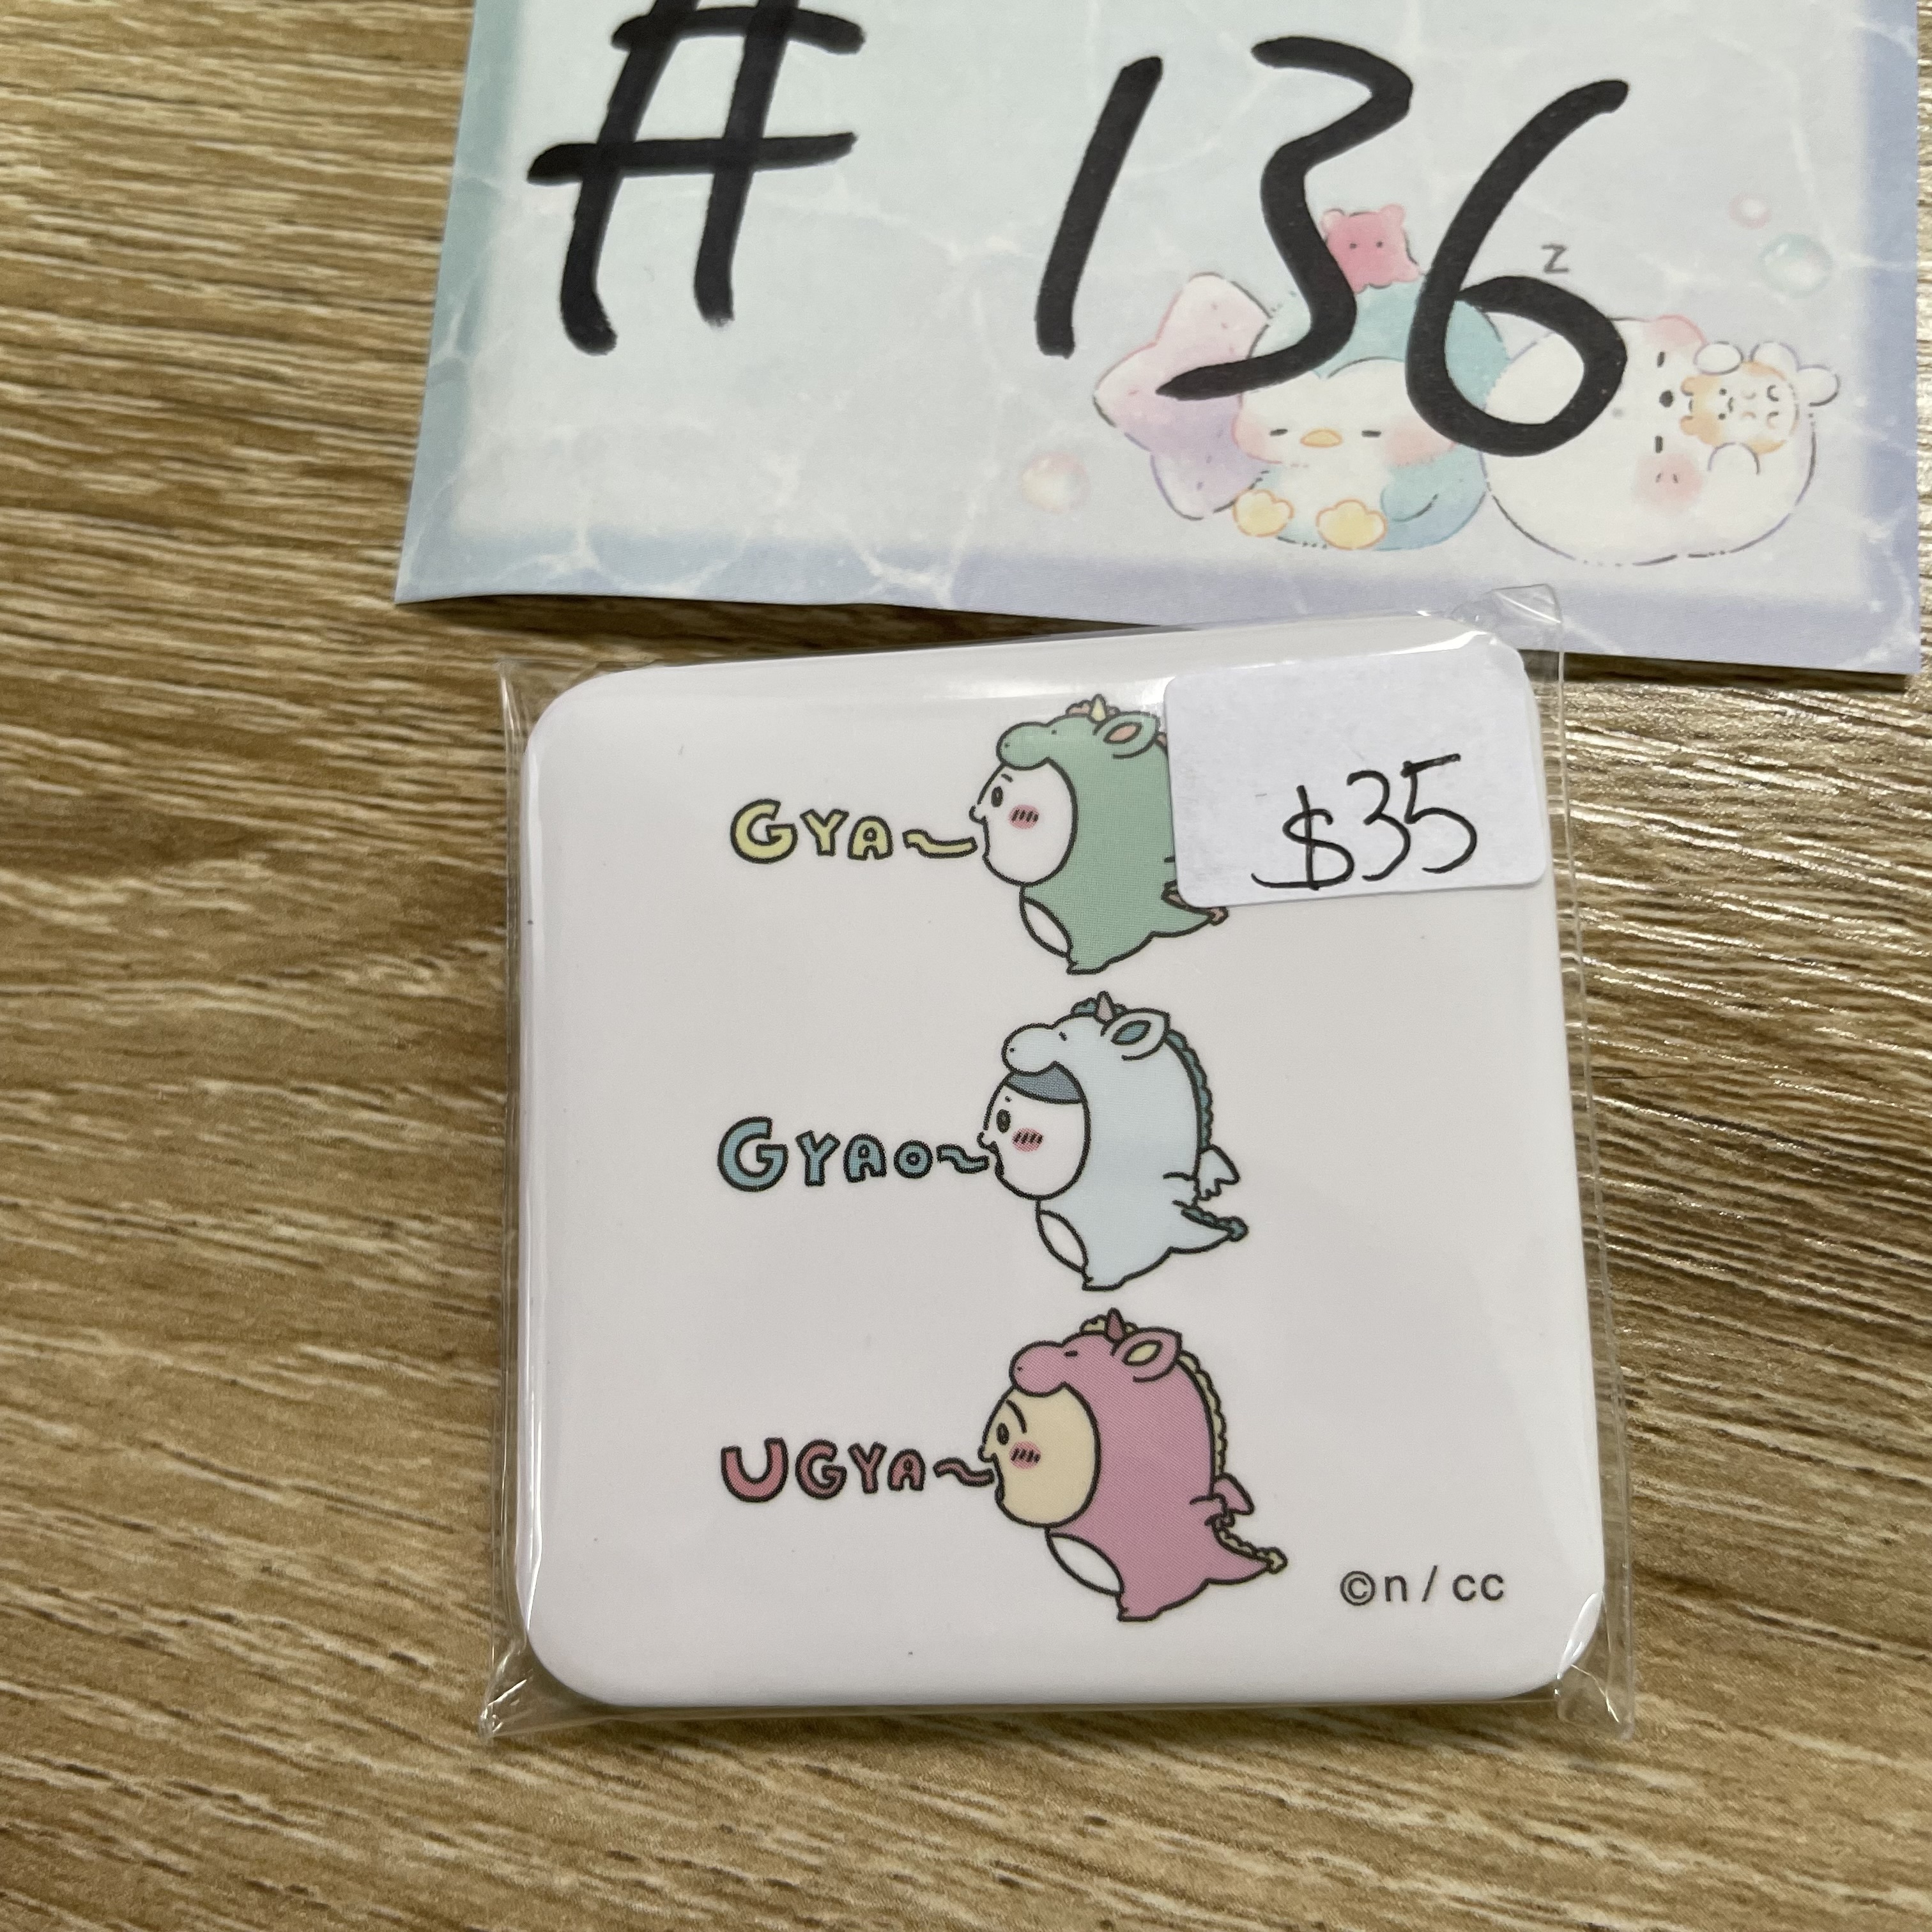 # 136
z
$35
GYA~
GYAO~
UGYA~
©n/cc